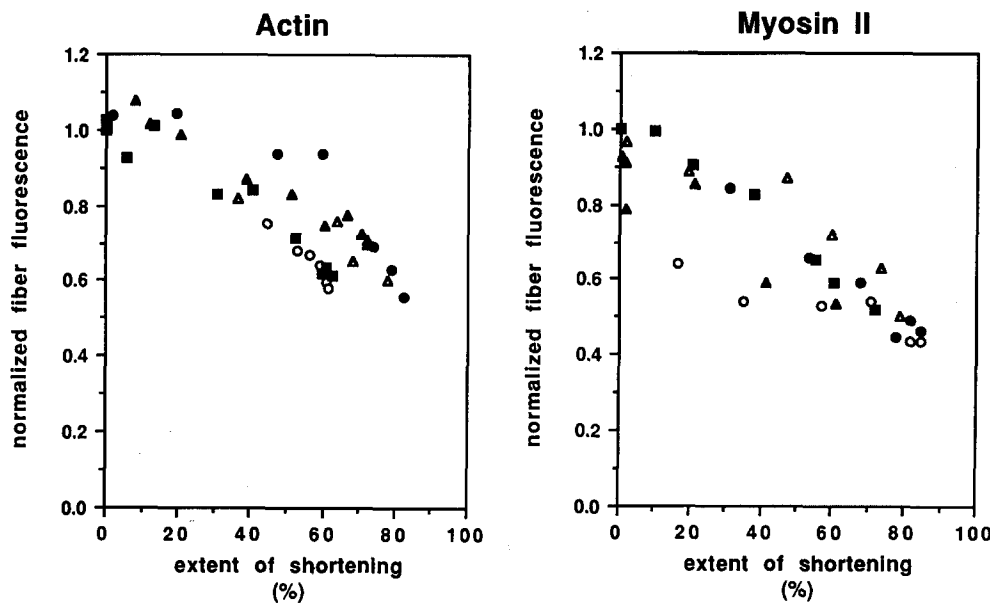 Actin
1.2
1.0
0.8
0.6
0.4
0.2
0.0
normalized fiber fluorescence
0 20 40 60 80 100
extent of shortening
(%)
Myosin II
1.2
1.0
0.8
0.6
0.4
0.2
0.0
normalized fiber fluorescence
0 20 40 60 80 100
extent of shortening
(%)